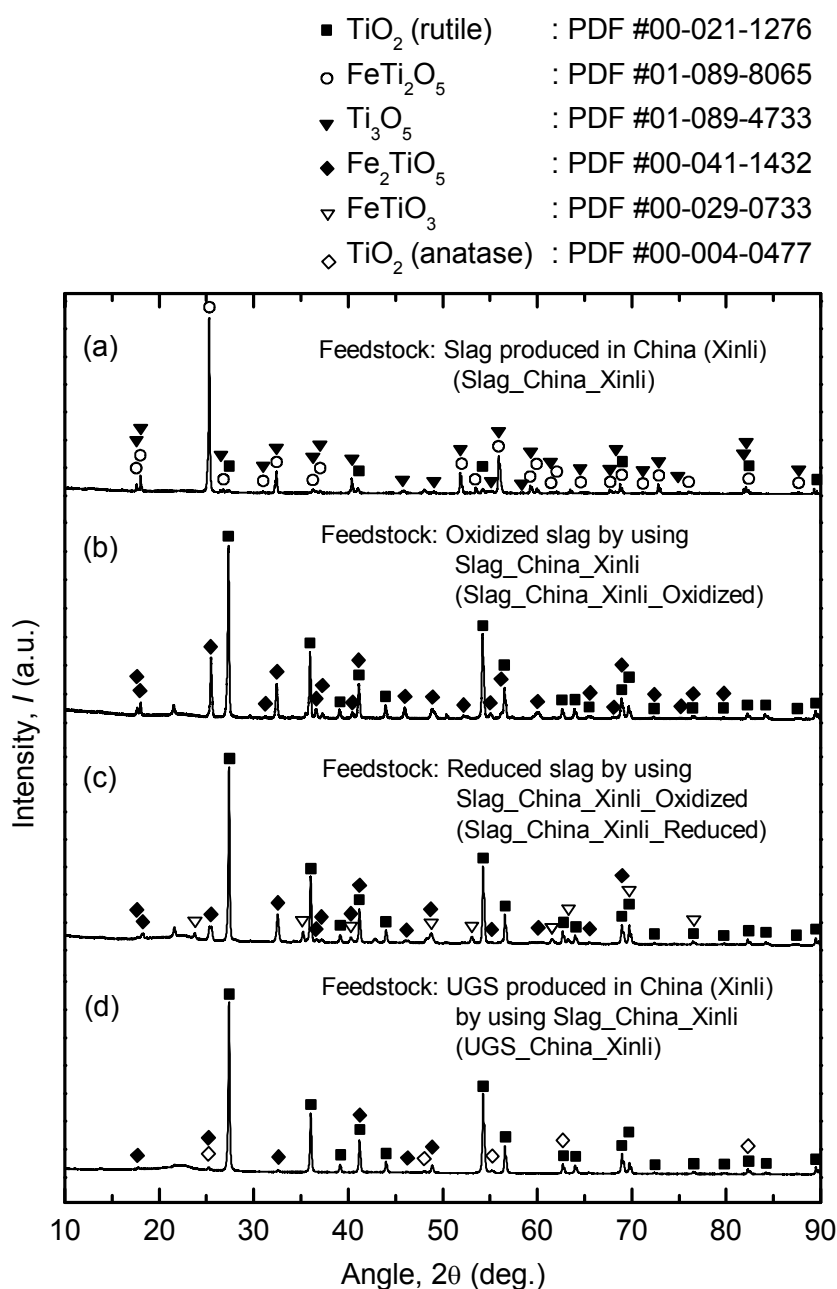 ■ TiO2 (rutile) : PDF #00-021-1276
○ FeTi2O5 : PDF #01-089-8065
▼ Ti3O5 : PDF #01-089-4733
◆ Fe2TiO5 : PDF #00-041-1432
▽ FeTiO3 : PDF #00-029-0733
◇ TiO2 (anatase) : PDF #00-004-0477
(a)
Feedstock: Slag produced in China (Xinli)
(Slag_China_Xinli)
(b)
Feedstock: Oxidized slag by using
Slag_China_Xinli
(Slag_China_Xinli_Oxidized)
(c)
Feedstock: Reduced slag by using
Slag_China_Xinli_Oxidized
(Slag_China_Xinli_Reduced)
(d)
Feedstock: UGS produced in China (Xinli)
by using Slag_China_Xinli
(UGS_China_Xinli)
Intensity, I (a.u.)
10 20 30 40 50 60 70 80 90
Angle, 2θ (deg.)